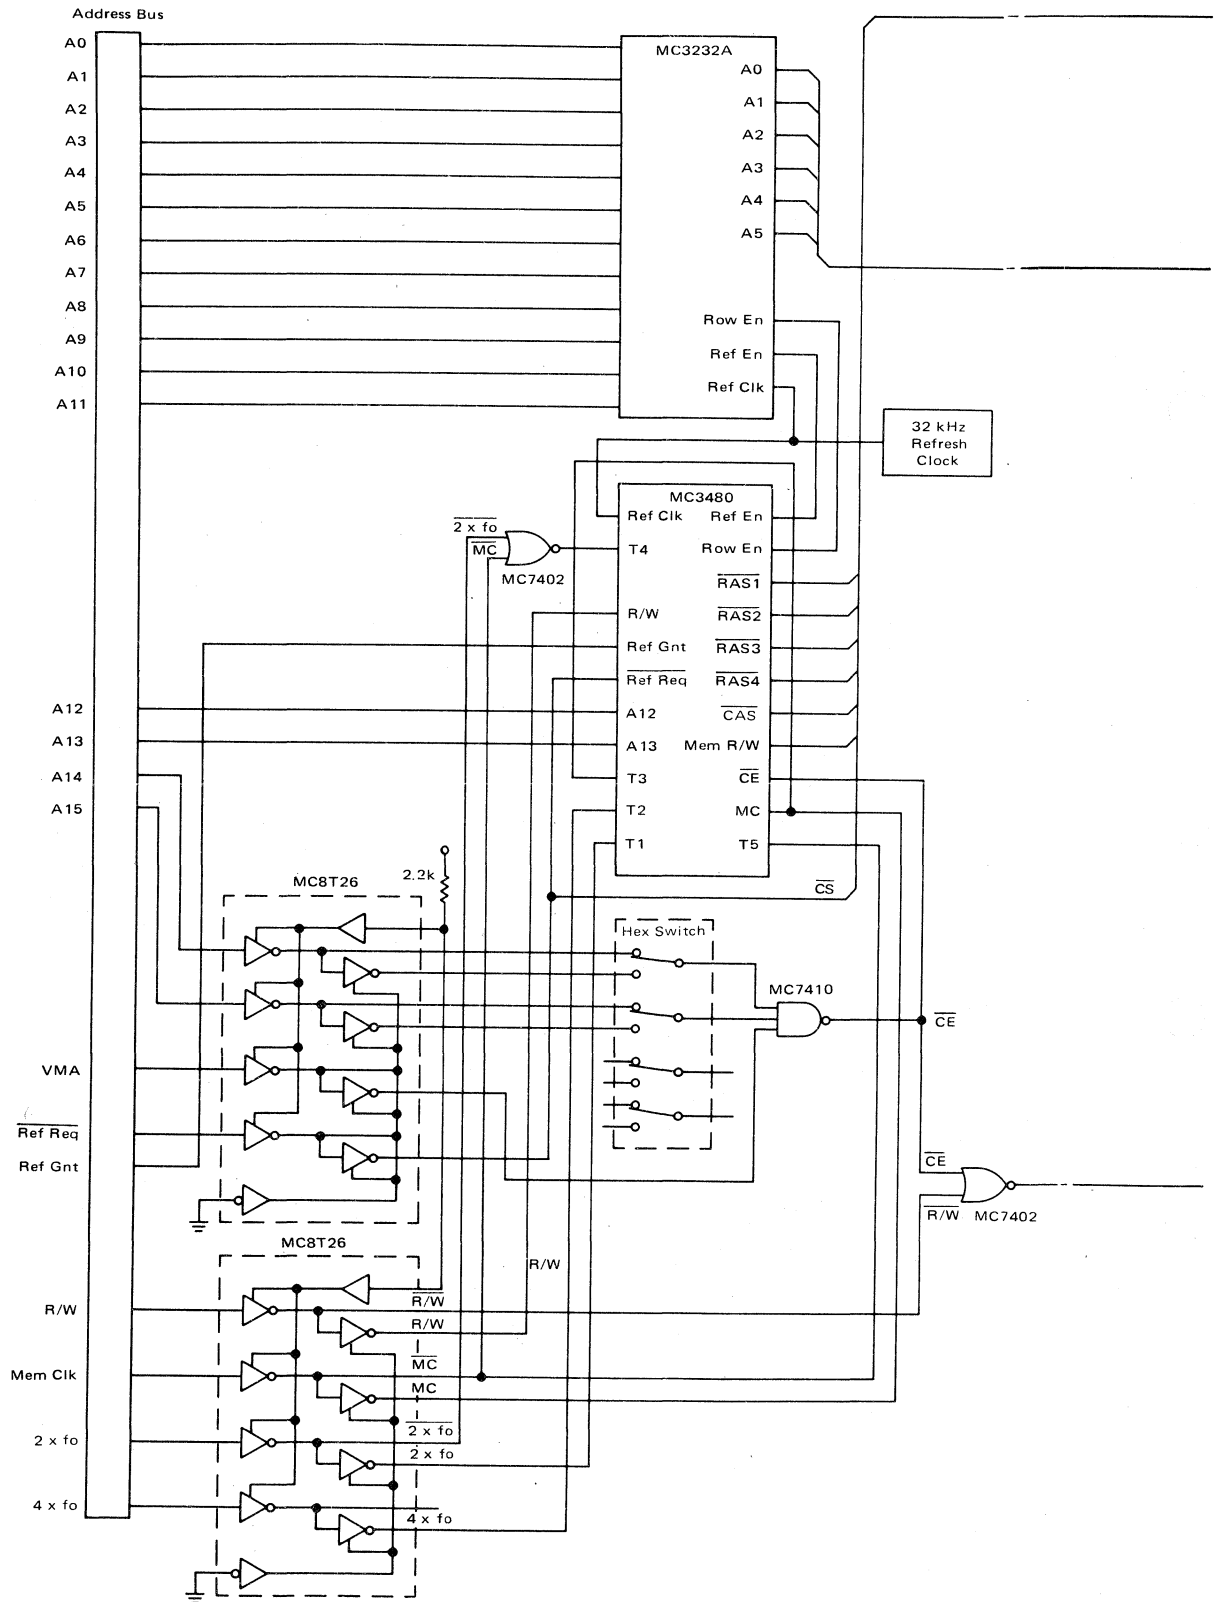 Address Bus
A0
A1
A2
A3
A4
A5
A6
A7
A8
A9
A10
A11
MC3232A
A0
A1
A2
A3
A4
A5
Row En
Ref En
Ref Clk
32 kHz
Refresh
Clock
MC3480
Ref Clk
Ref En
T4
Row En
R/W
RAS1
Ref Gnt
RAS2
Ref Req
RAS3
A12
RAS4
A13
CAS
T3
Mem R/W
T2
CE
T1
MC
T5
2 x fo
MC
MC7402
A12
A13
A14
A15
2.2k
MC8T26
CS
Hex Switch
MC7410
CE
VMA
Ref Req
Ref Gnt
CE
R/W
MC7402
MC8T26
R/W
R/W
R/W
R/W
Mem Clk
MC
MC
2 x fo
2 x fo
2 x fo
4 x fo
4 x fo